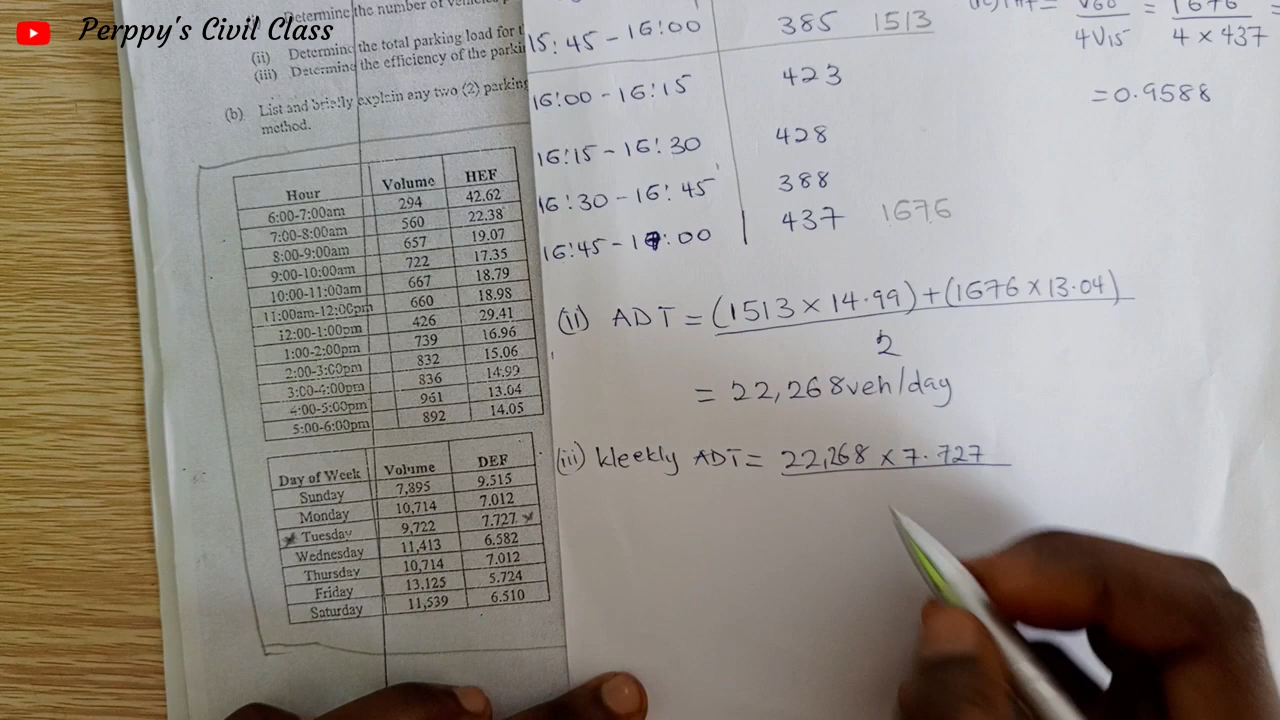 Perppy's Civil Class
Determine the number of vehicles
(ii) Determine the total parking load for t
(iii) Determine the efficiency of the parkin
(b) List and briefly explain any two (2) parking
method.
Hour Volume HEF
6:00-7:00am 294 42.62
7:00-8:00am 560 22.38
8:00-9:00am 657 19.07
9:00-10:00am 722 17.35
10:00-11:00am 667 18.79
11:00am-12:00pm 660 18.98
12:00-1:00pm 426 29.41
1:00-2:00pm 739 16.96
2:00-3:00pm 832 15.06
3:00-4:00pm 836 14.99
4:00-5:00pm 961 13.04
5:00-6:00pm 892 14.05
Day of Week Volume DEF
Sunday 7,895 9.515
Monday 10,714 7.012
Tuesday 9,722 7.727
Wednesday 11,413 6.582
Thursday 10,714 7.012
Friday 13,125 5.724
Saturday 11,539 6.510
15:45 - 16:00 385 1513
16:00 - 16:15 423
16:15 - 16:30 428
16:30 - 16:45 388
16:45 - 17:00 437 1676
= V60 / 4V15 = 1676 / 4 × 437 =
= 0.9588
(ii) ADT = (1513 × 14.99) + (1676 × 13.04)
2
= 22,268veh/day
(iii) Weekly ADT = 22,268 × 7.727